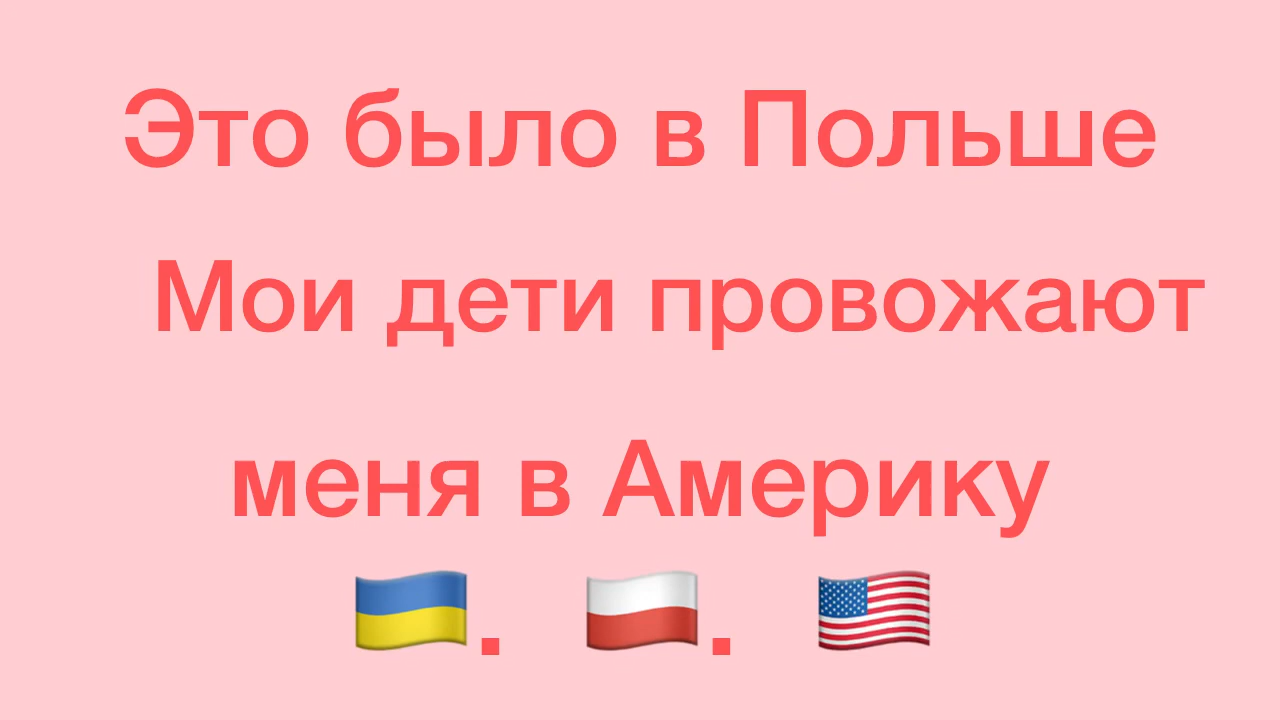 Это было в Польше
Мои дети провожают
меня в Америку
🇺🇦. 🇵🇱. 🇺🇸